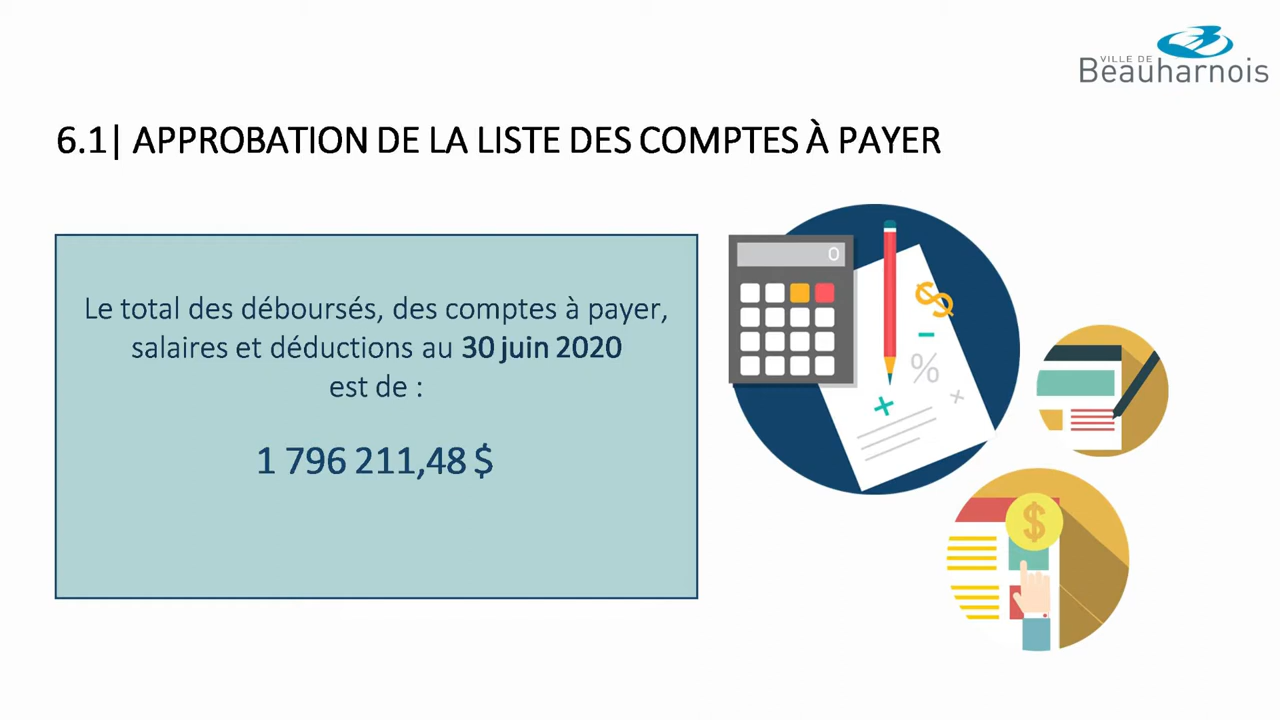 VILLE DE
Beauharnois
6.1| APPROBATION DE LA LISTE DES COMPTES À PAYER
Le total des déboursés, des comptes à payer,
salaires et déductions au 30 juin 2020
est de :
1 796 211,48 $
0
$
%
$